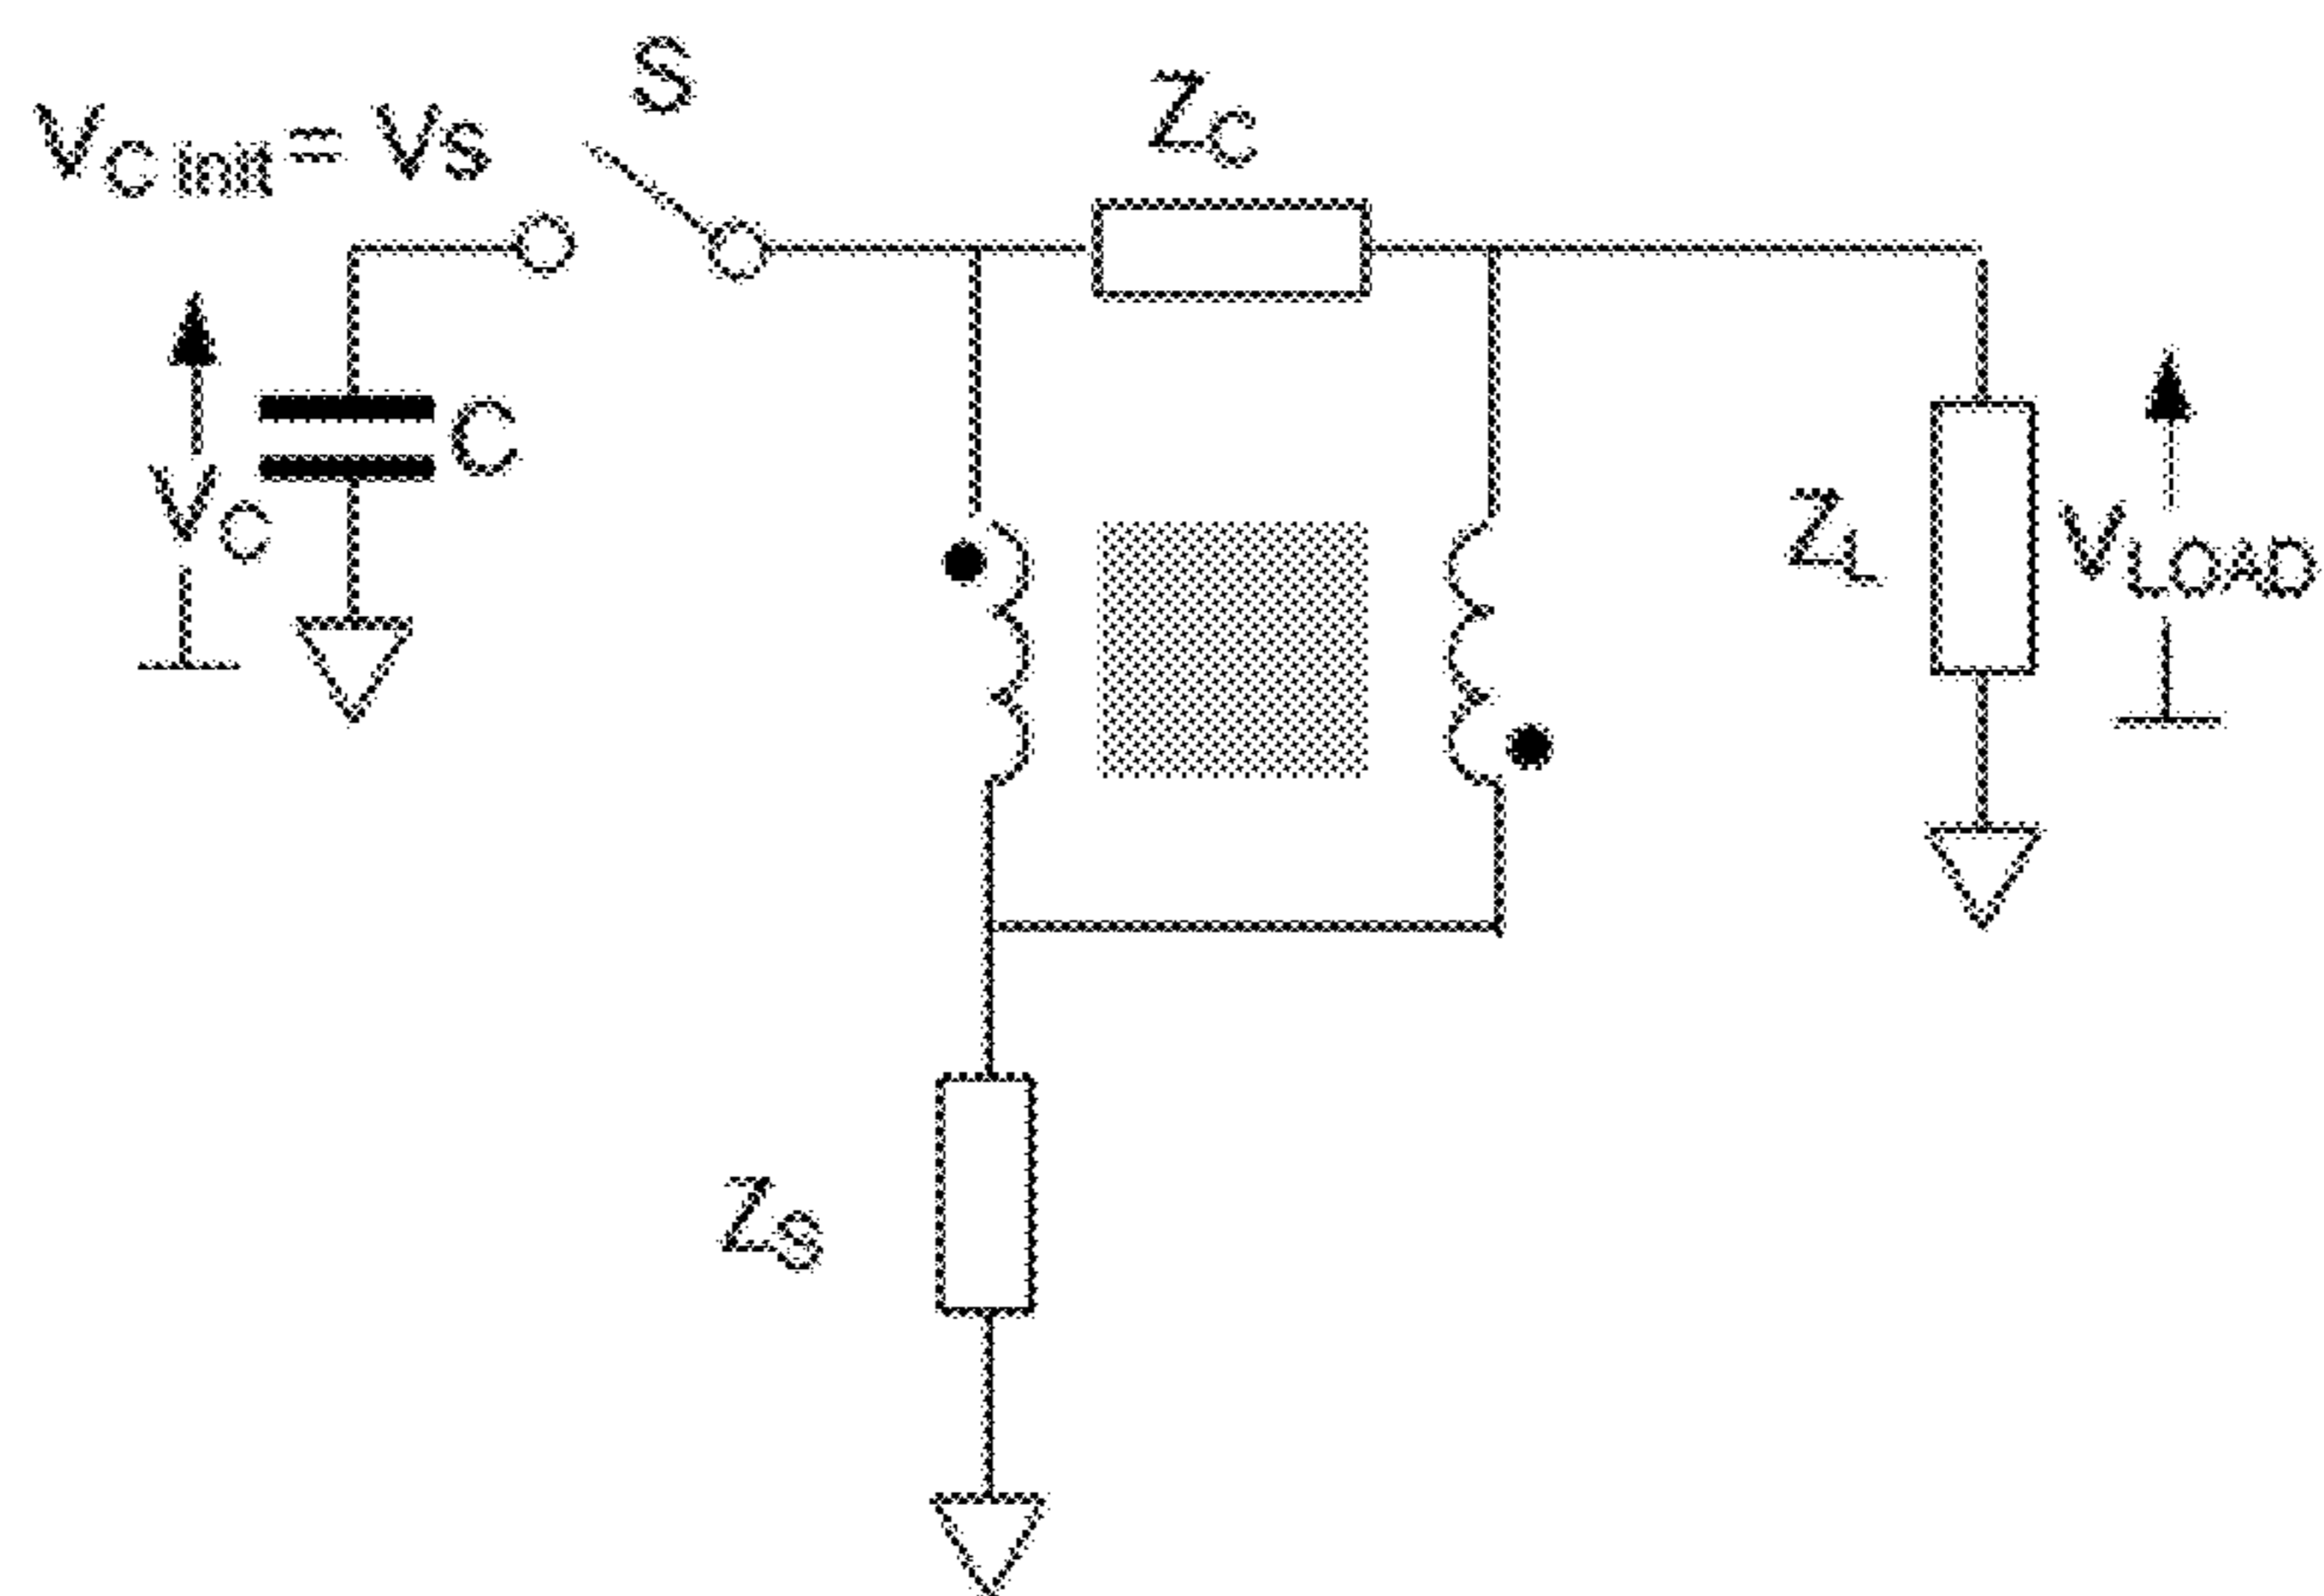 S
VC init = VS
ZC
C
VC
ZL
VLOAD
ZS